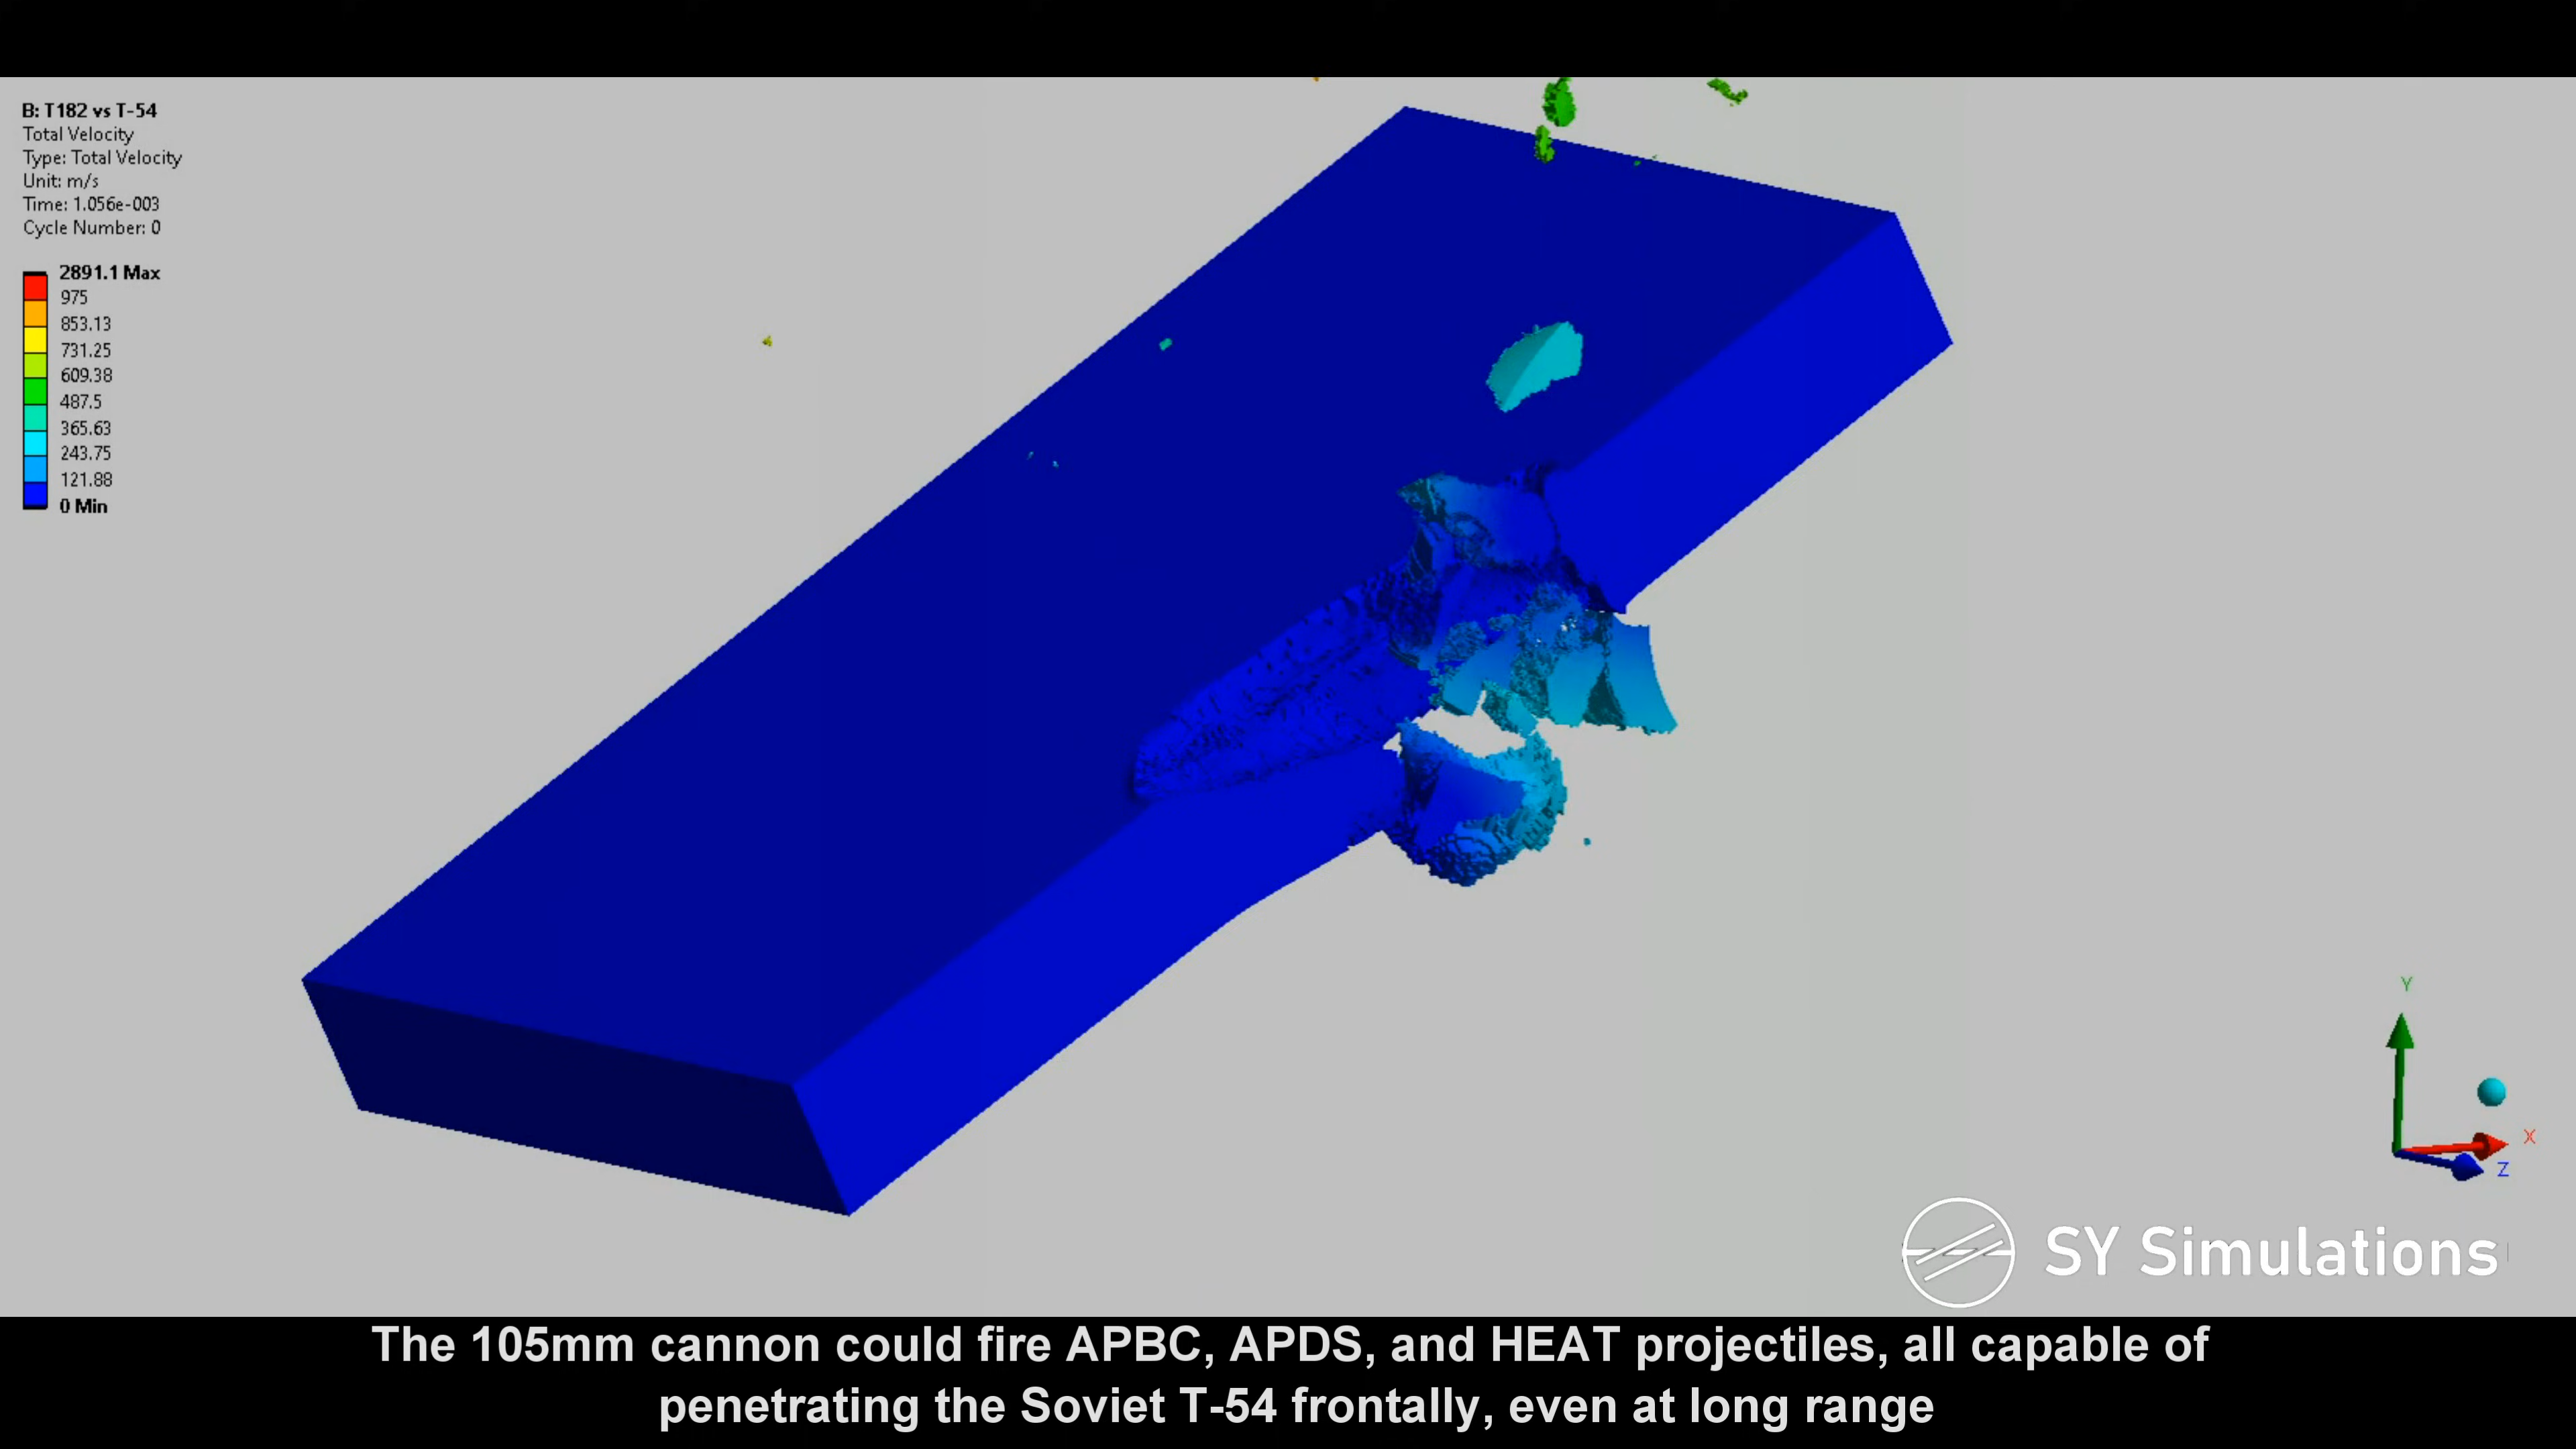 B: T182 vs T-54
Total Velocity
Type: Total Velocity
Unit: m/s
Time: 1.056e-003
Cycle Number: 0
2891.1 Max
975
853.13
731.25
609.38
487.5
365.63
243.75
121.88
0 Min
Y
X
Z
SY Simulations
The 105mm cannon could fire APBC, APDS, and HEAT projectiles, all capable of
penetrating the Soviet T-54 frontally, even at long range